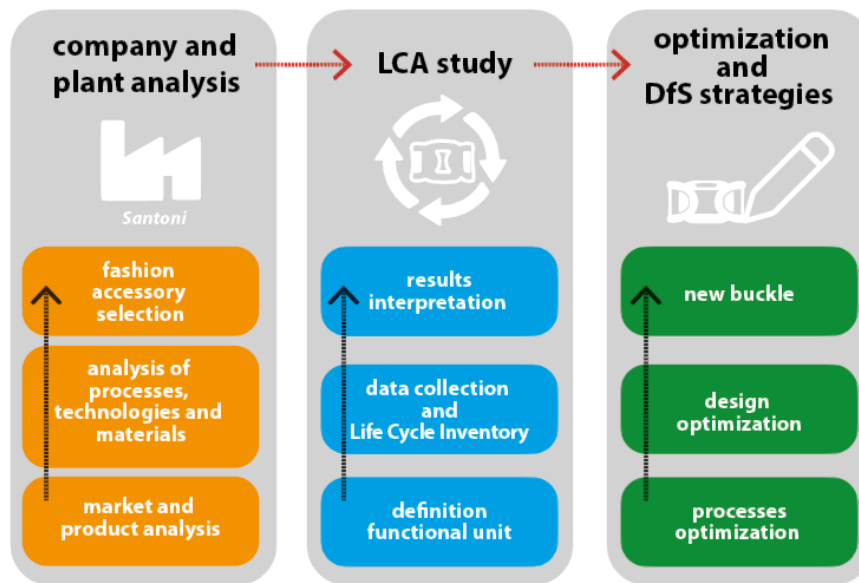 company and
plant analysis
Santoni
fashion
accessory
selection
analysis of
processes,
technologies and
materials
market and
product analysis
LCA study
results
interpretation
data collection
and
Life Cycle Inventory
definition
functional unit
optimization
and
DfS strategies
new buckle
design
optimization
processes
optimization